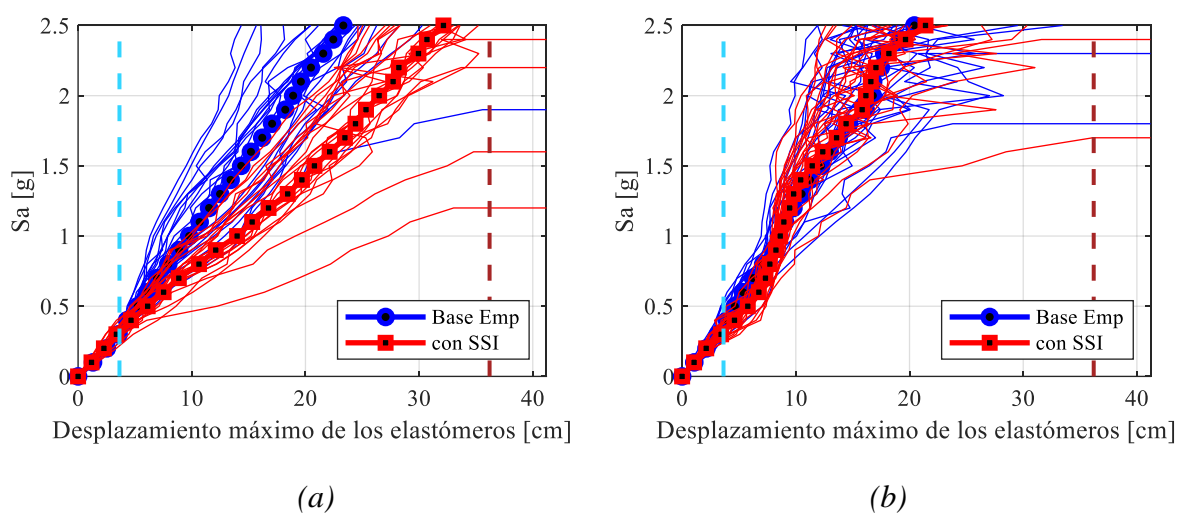 2.5
2
1.5
1
0.5
0
Sa [g]
Base Emp
con SSI
0 10 20 30 40
Desplazamiento máximo de los elastómeros [cm]
(a)
2.5
2
1.5
1
0.5
0
Sa [g]
Base Emp
con SSI
0 10 20 30 40
Desplazamiento máximo de los elastómeros [cm]
(b)